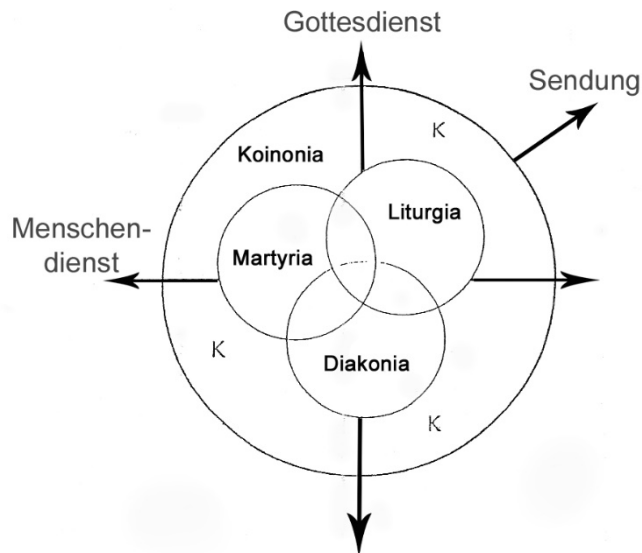 Gottesdienst
Sendung
K
Koinonia
Liturgia
Menschen-
dienst
Martyria
K
Diakonia
K